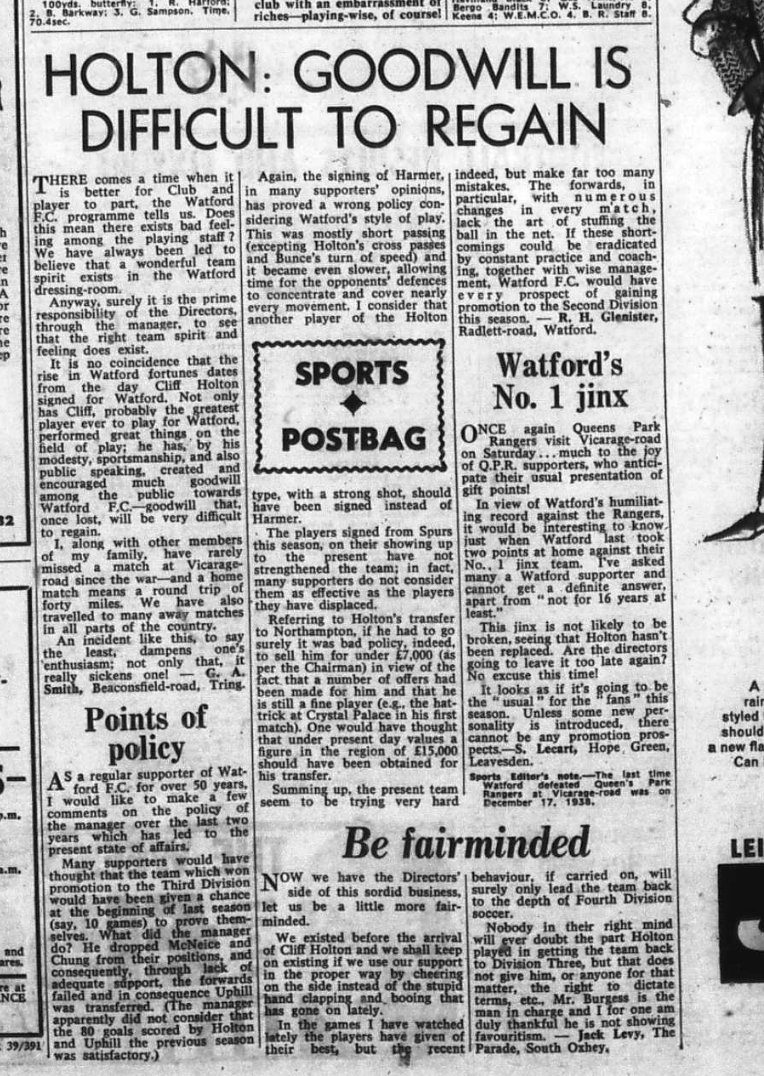 100yds. butterfly: 1, R. Harford;
2, B. Barkway; 3, G. Sampson. Time,
70.4sec.
club with an embarrassment of
riches—playing-wise, of course!
Bergo Bandits 7; W.S. Laundry 8,
Keens 4; W.E.M.C.O. 4, B. R. Staff 8.
HOLTON: GOODWILL IS
DIFFICULT TO REGAIN
THERE comes a time when it
is better for Club and
player to part, the Watford
F.C. programme tells us. Does
this mean there exists bad feel-
ing among the playing staff?
We have always been led to
believe that a wonderful team
spirit exists in the Watford
dressing-room.
Anyway, surely it is the prime
responsibility of the Directors,
through the manager, to see
that the right team spirit and
feeling does exist.
It is no coincidence that the
rise in Watford fortunes dates
from the day Cliff Holton
signed for Watford. Not only
has Cliff, probably the greatest
player ever to play for Watford,
performed great things on the
field of play; he has, by his
modesty, sportsmanship, and also
public speaking, created and
encouraged much goodwill
among the public towards
Watford F.C.—goodwill that,
once lost, will be very difficult
to regain.
I, along with other members
of my family, have rarely
missed a match at Vicarage-
road since the war—and a home
match means a round trip of
forty miles. We have also
travelled to many away matches
in all parts of the country.
An incident like this, to say
the least, dampens one's
enthusiasm; not only that, it
really sickens one! — G. A.
Smith, Beaconsfield-road, Tring.
Points of
policy
AS a regular supporter of Wat-
ford F.C. for over 50 years,
I would like to make a few
comments on the policy of
the manager over the last two
years which has led to the
present state of affairs.
Many supporters would have
thought that the team which won
promotion to the Third Division
would have been given a chance
at the beginning of last season
(say, 10 games) to prove them-
selves. What did the manager
do? He dropped McNeice and
Chung from their positions, and
consequently, through lack of
adequate support, the forwards
failed and in consequence Uphill
was transferred. (The manager
apparently did not consider that
the 80 goals scored by Holton
and Uphill the previous season
was satisfactory.)
Again, the signing of Harmer,
in many supporters' opinions,
has proved a wrong policy con-
sidering Watford's style of play.
This was mostly short passing
(excepting Holton's cross passes
and Bunce's turn of speed) and
it became even slower, allowing
time for the opponents' defences
to concentrate and cover nearly
every movement. I consider that
another player of the Holton
SPORTS
POSTBAG
type, with a strong shot, should
have been signed instead of
Harmer.
The players signed from Spurs
this season, on their showing up
to the present have not
strengthened the team; in fact,
many supporters do not consider
them as effective as the players
they have displaced.
Referring to Holton's transfer
to Northampton, if he had to go
surely it was bad policy, indeed,
to sell him for under £7,000 (as
per the Chairman) in view of the
fact that a number of offers had
been made for him and that he
is still a fine player (e.g., the hat-
trick at Crystal Palace in his first
match). One would have thought
that under present day values a
figure in the region of £15,000
should have been obtained for
his transfer.
Summing up, the present team
seem to be trying very hard
indeed, but make far too many
mistakes. The forwards, in
particular, with numerous
changes in every match,
lack the art of stuffing the
ball in the net. If these short-
comings could be eradicated
by constant practice and coach-
ing, together with wise manage-
ment, Watford F.C. would have
every prospect of gaining
promotion to the Second Division
this season. — R. H. Glenister,
Radlett-road, Watford.
Watford's
No. 1 jinx
ONCE again Queens Park
Rangers visit Vicarage-road
on Saturday...much to the joy
of Q.P.R. supporters, who antici-
pate their usual presentation of
gift points!
In view of Watford's humiliat-
ing record against the Rangers,
it would be interesting to know
just when Watford last took
two points at home against their
No. 1 jinx team. I've asked
many a Watford supporter and
cannot get a definite answer,
apart from "not for 16 years at
least."
This jinx is not likely to be
broken, seeing that Holton hasn't
been replaced. Are the directors
going to leave it too late again?
No excuse this time!
It looks as if it's going to be
the "usual" for the "fans" this
season. Unless some new per-
sonality is introduced, there
cannot be any promotion pros-
pects.—S. Lecart, Hope Green,
Leavesden.
Sports Editor's note.—The last time
Watford defeated Queen's Park
Rangers at Vicarage-road was on
December 17, 1938.
Be fairminded
NOW we have the Directors'
side of this sordid business,
let us be a little more fair-
minded.
We existed before the arrival
of Cliff Holton and we shall keep
on existing if we use our support
in the proper way by cheering
on the side instead of the stupid
hand clapping and booing that
has gone on lately.
In the games I have watched
lately the players have given of
their best, but the recent
behaviour, if carried on, will
surely only lead the team back
to the depth of Fourth Division
soccer.
Nobody in their right mind
will ever doubt the part Holton
played in getting the team back
to Division Three, but that does
not give him, or anyone for that
matter, the right to dictate
terms, etc., Mr. Burgess is the
man in charge and I for one am
duly thankful he is not showing
favouritism. — Jack Levy, The
Parade, South Oxhey.
32
p.m.
a.m.
and
ares.
re at
NCE
39/391
A
rain
styled
should
a new fla
Can
LEI